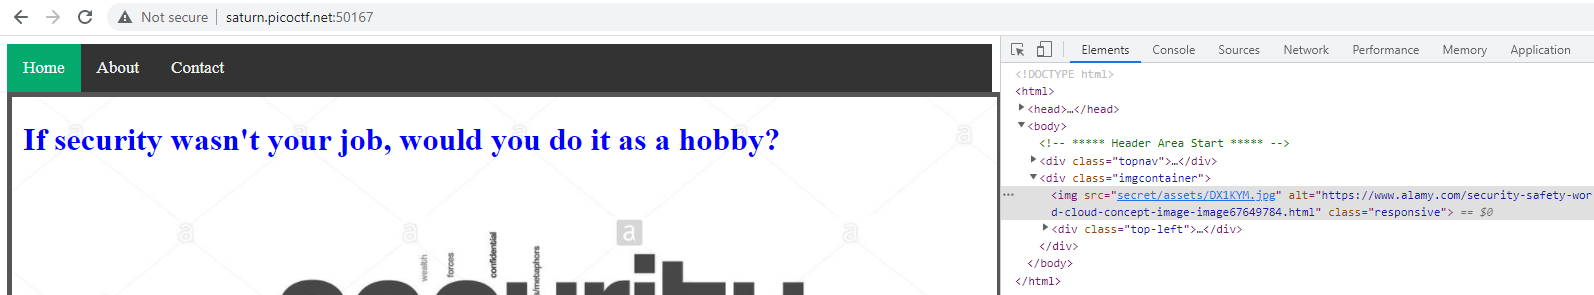 Not secure | saturn.picoctf.net:50167
Home About Contact
If security wasn't your job, would you do it as a hobby?
a a a
a a a a
wealth
forces
confidential
s/metaphors
security
Elements Console Sources Network Performance Memory Application
<!DOCTYPE html>
<html>
<head>…</head>
<body>
<!-- ***** Header Area Start ***** -->
<div class="topnav">…</div>
<div class="imgcontainer">
<img src="secret/assets/DX1KYM.jpg" alt="https://www.alamy.com/security-safety-wor
d-cloud-concept-image-image67649784.html" class="responsive"> == $0
<div class="top-left">…</div>
</div>
</body>
</html>